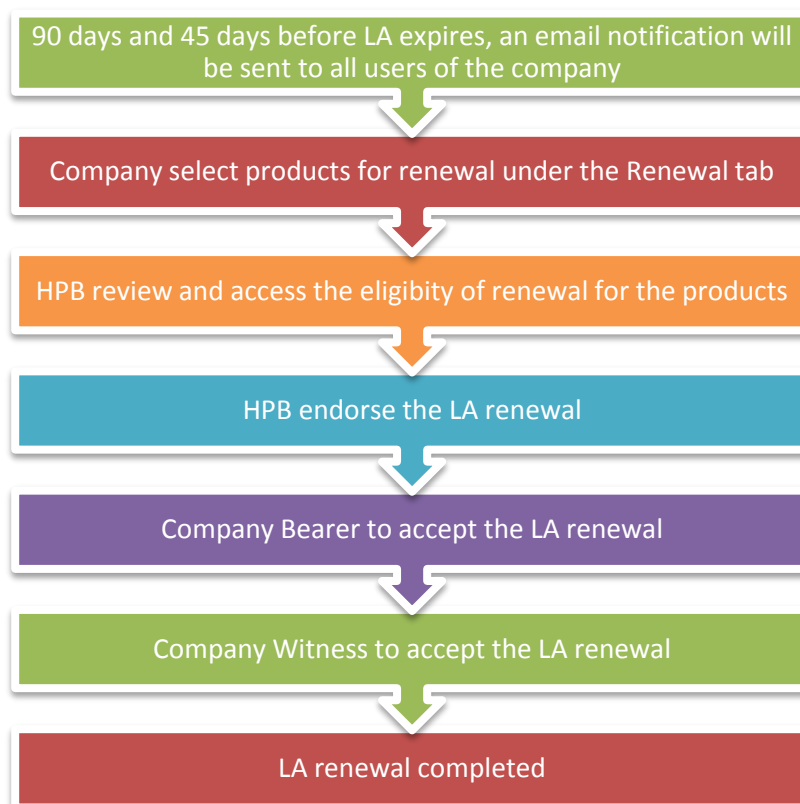 90 days and 45 days before LA expires, an email notification will
be sent to all users of the company
Company select products for renewal under the Renewal tab
HPB review and access the eligibity of renewal for the products
HPB endorse the LA renewal
Company Bearer to accept the LA renewal
Company Witness to accept the LA renewal
LA renewal completed